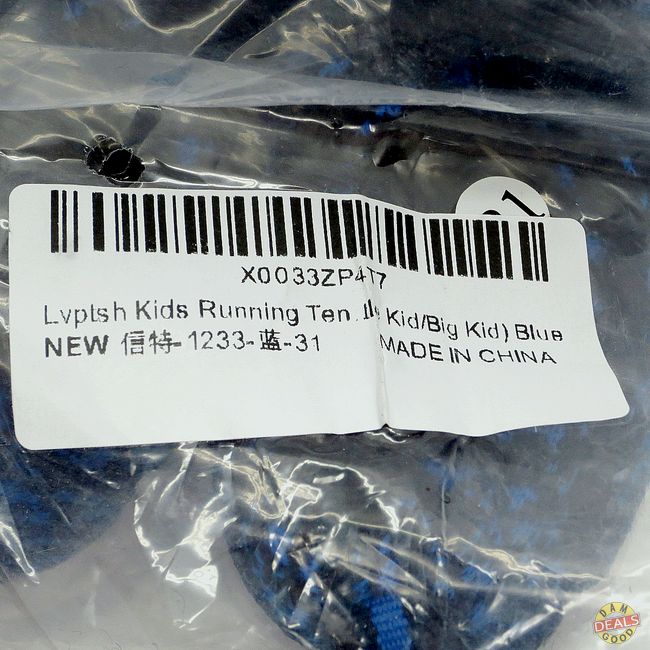 X0033ZP4T7
Lvptsh Kids Running Ten. Kid/Big Kid) Blue
NEW 信特-1233-蓝-31 MADE IN CHINA
DAM
DEALS
GOOD